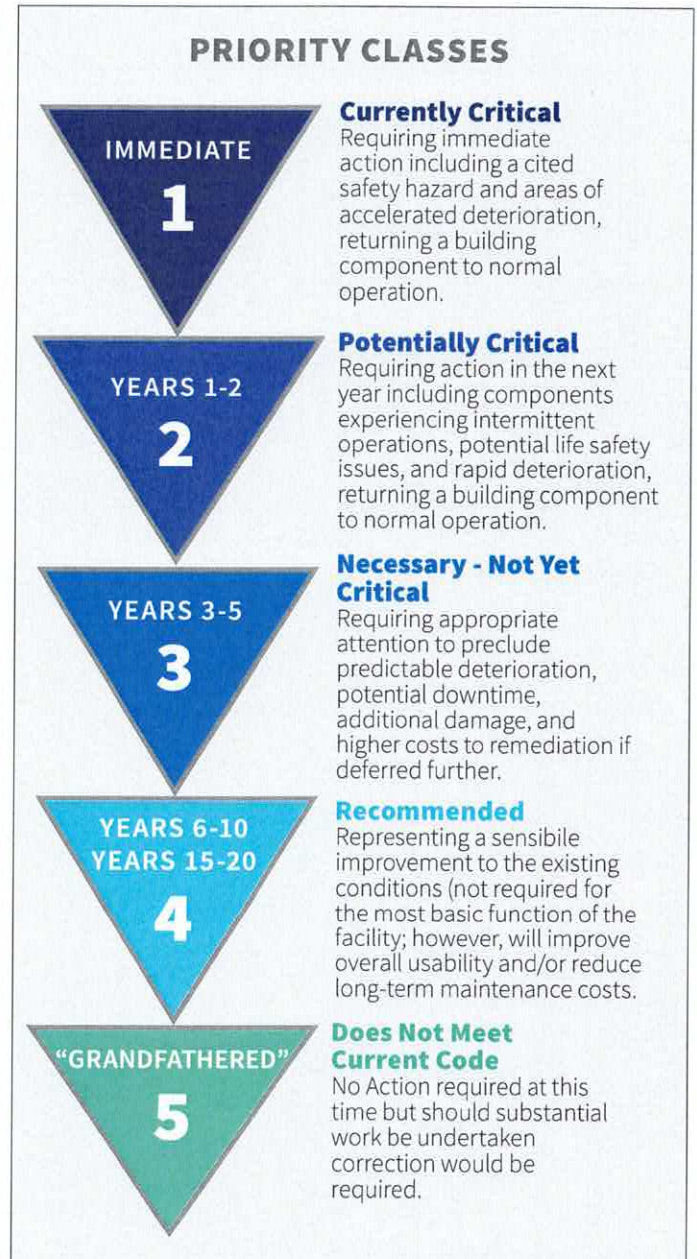 PRIORITY CLASSES
IMMEDIATE
1
Currently Critical
Requiring immediate
action including a cited
safety hazard and areas of
accelerated deterioration,
returning a building
component to normal
operation.
YEARS 1-2
2
Potentially Critical
Requiring action in the next
year including components
experiencing intermittent
operations, potential life safety
issues, and rapid deterioration,
returning a building component
to normal operation.
YEARS 3-5
3
Necessary - Not Yet
Critical
Requiring appropriate
attention to preclude
predictable deterioration,
potential downtime,
additional damage, and
higher costs to remediation if
deferred further.
YEARS 6-10
YEARS 15-20
4
Recommended
Representing a sensibile
improvement to the existing
conditions (not required for
the most basic function of the
facility; however, will improve
overall usability and/or reduce
long-term maintenance costs.
“GRANDFATHERED”
5
Does Not Meet
Current Code
No Action required at this
time but should substantial
work be undertaken
correction would be
required.